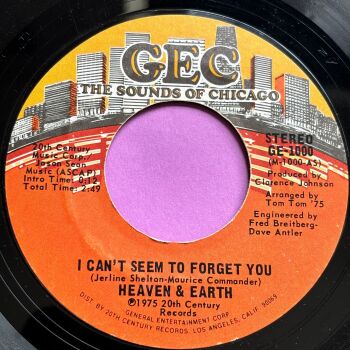 GEC
THE SOUNDS OF CHICAGO
20th Century
Music Corp./
Jason Sean
Music (ASCAP)
Intro Time: 0:12
Total Time: 2:49
STEREO
GE-1000
(M-1000-AS)
Produced by
Clarence Johnson
Arranged by
Tom Tom '75
Engineered by
Fred Breitberg-
Dave Antler
I CAN'T SEEM TO FORGET YOU
(Jerline Shelton-Maurice Commander)
HEAVEN & EARTH
℗1975 20th Century
Records
GENERAL ENTERTAINMENT CORP.
DIST. BY 20TH CENTURY RECORDS, LOS ANGELES, CALIF. 90069